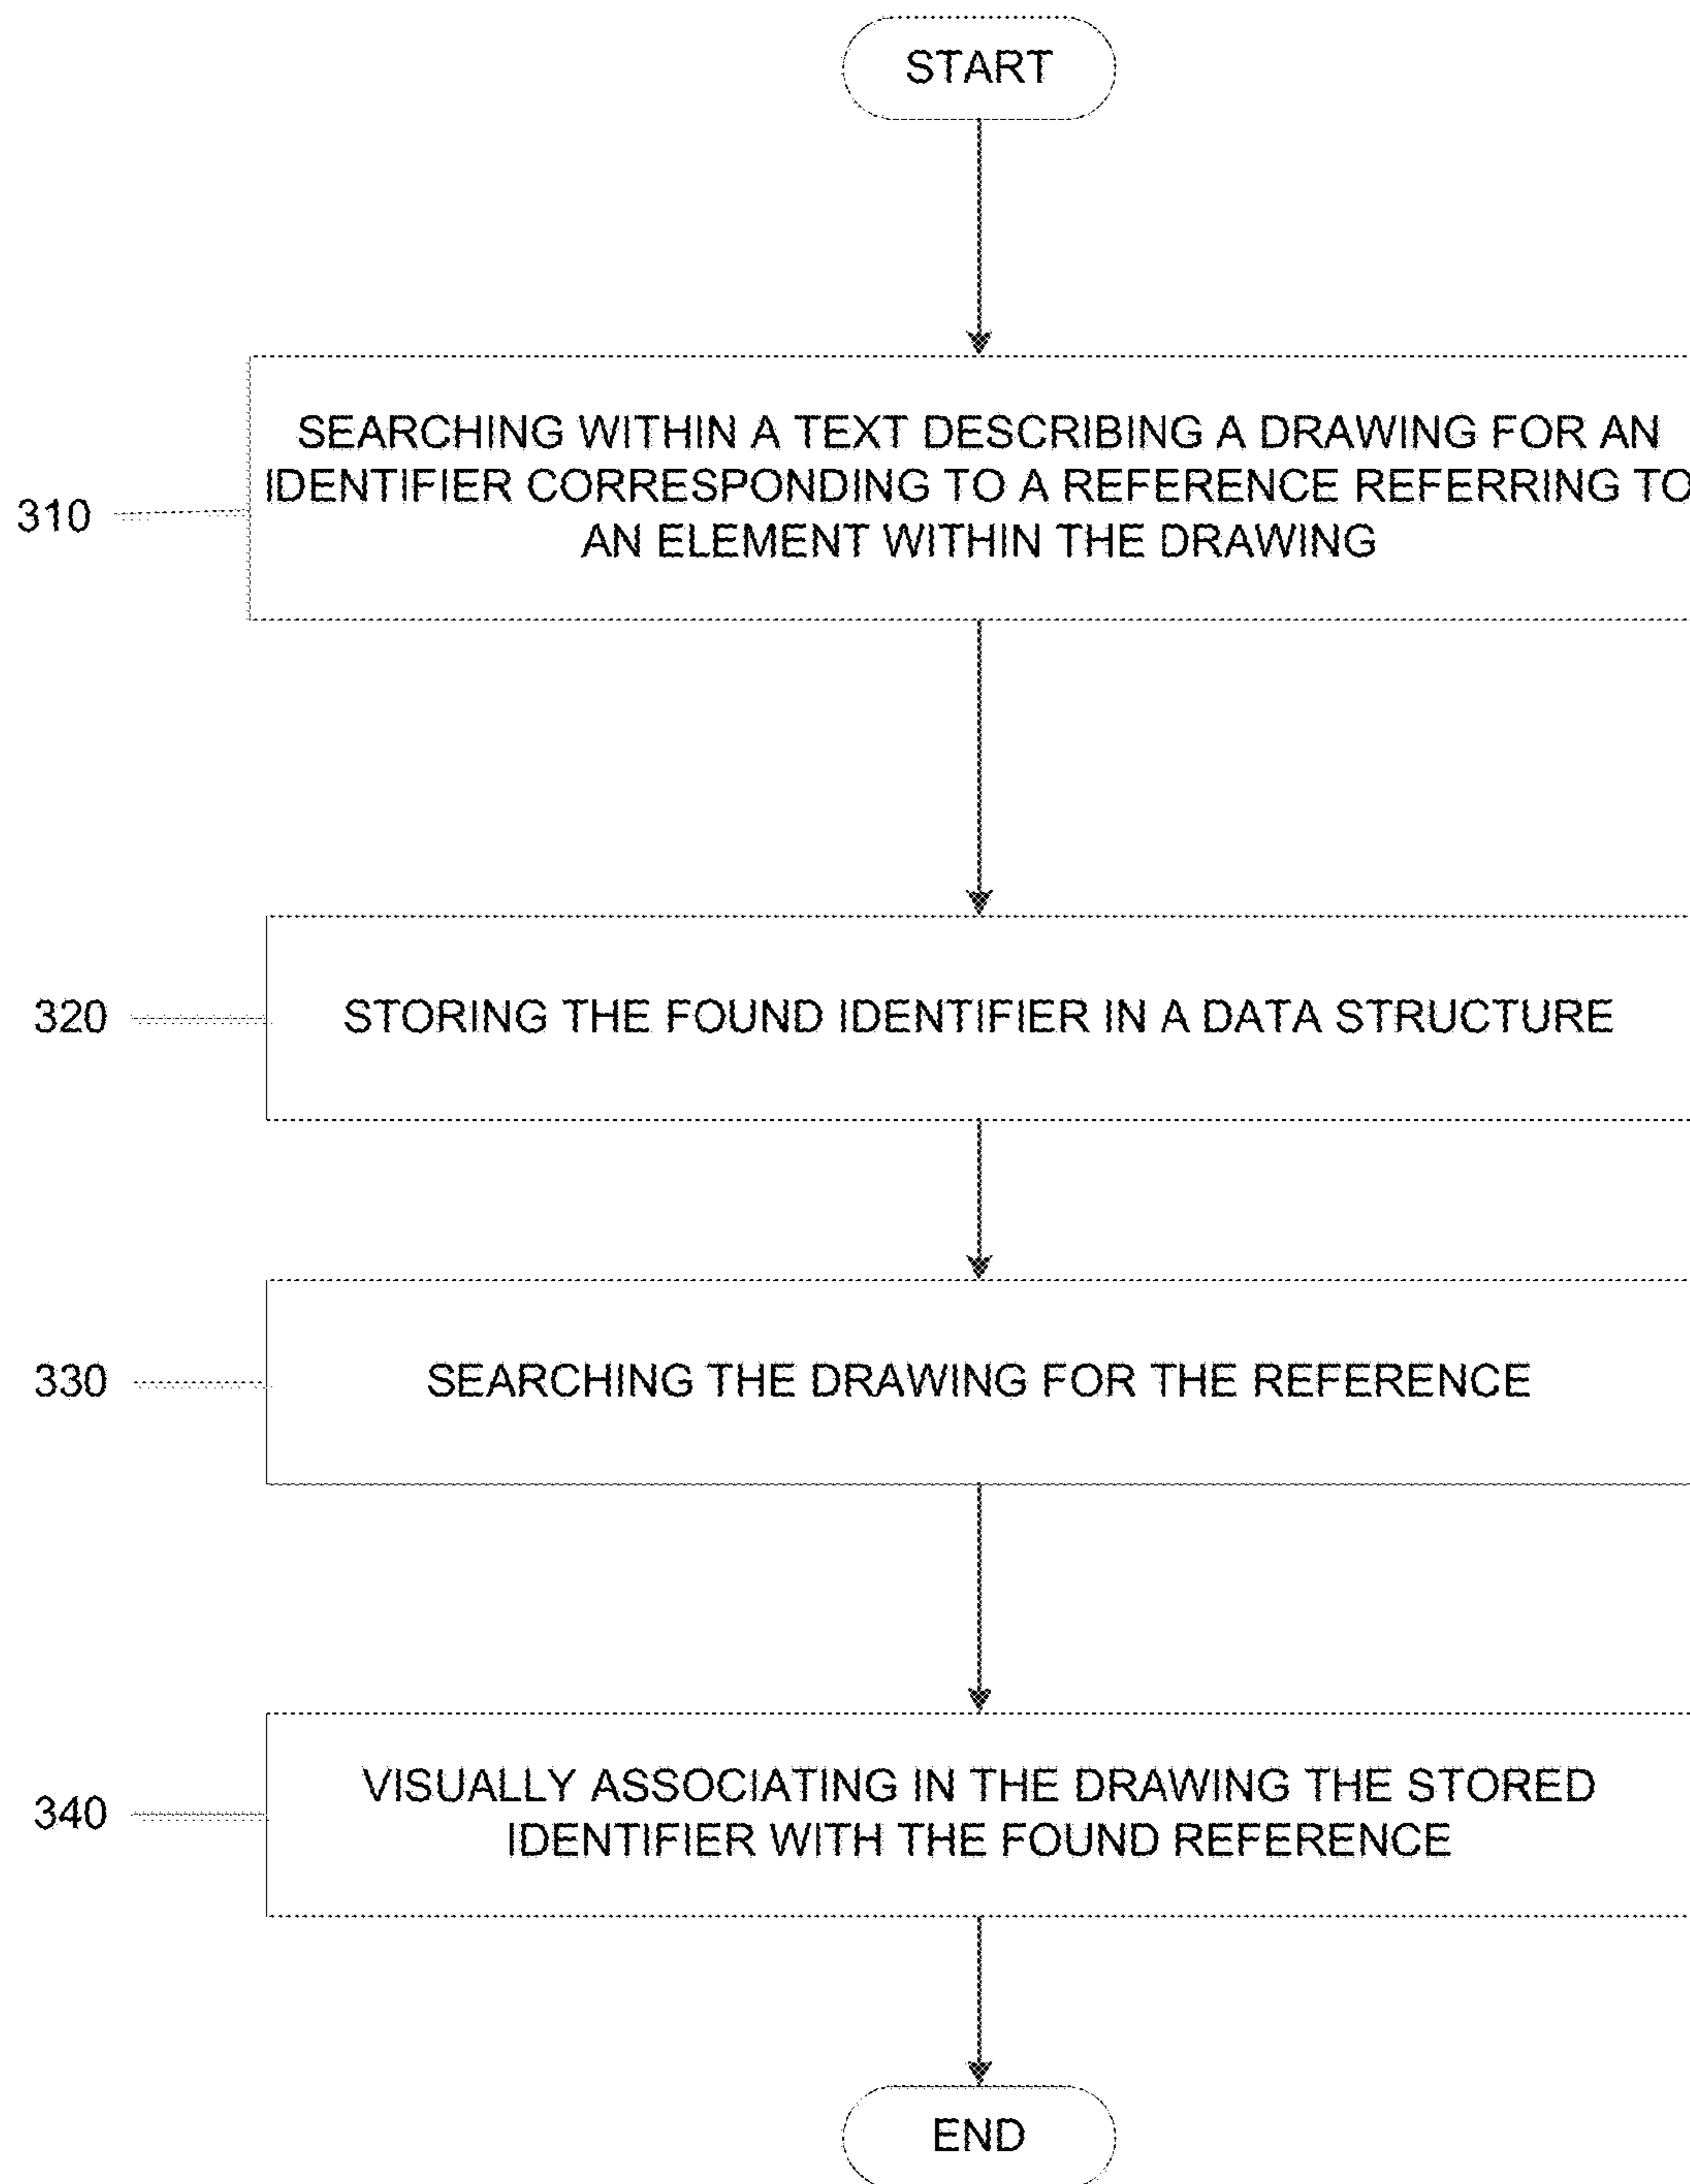 START
SEARCHING WITHIN A TEXT DESCRIBING A DRAWING FOR AN
IDENTIFIER CORRESPONDING TO A REFERENCE REFERRING TO
AN ELEMENT WITHIN THE DRAWING
310
STORING THE FOUND IDENTIFIER IN A DATA STRUCTURE
320
SEARCHING THE DRAWING FOR THE REFERENCE
330
VISUALLY ASSOCIATING IN THE DRAWING THE STORED
IDENTIFIER WITH THE FOUND REFERENCE
340
END